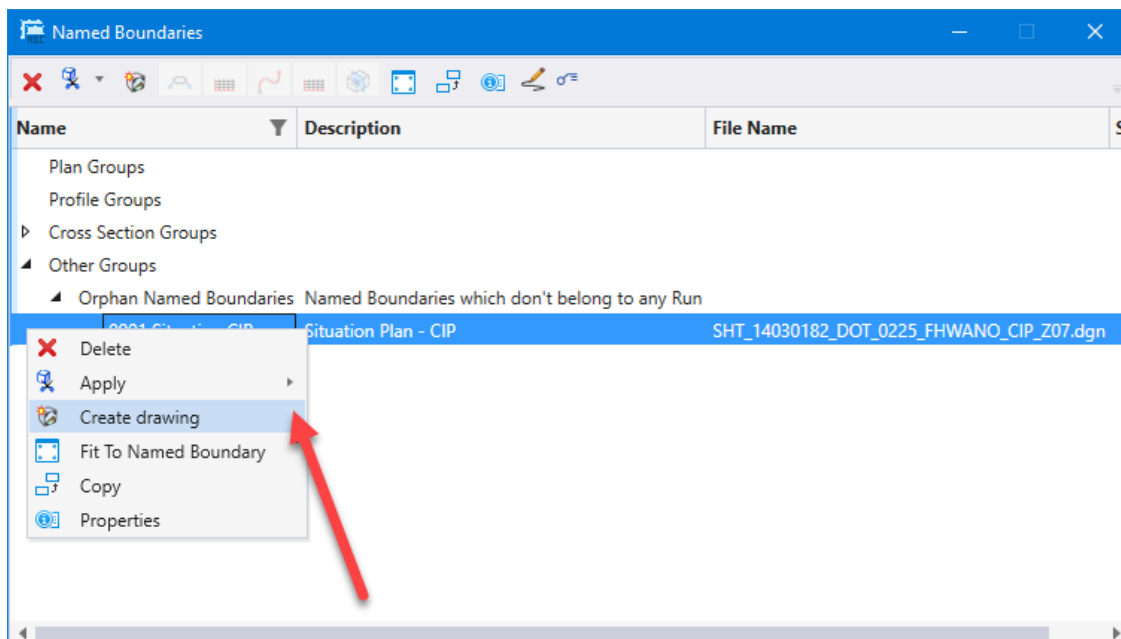 Named Boundaries
Name Description File Name
Plan Groups
Profile Groups
Cross Section Groups
Other Groups
Orphan Named Boundaries Named Boundaries which don't belong to any Run
Situation Plan - CIP SHT_14030182_DOT_0225_FHWANO_CIP_Z07.dgn
Delete
Apply
Create drawing
Fit To Named Boundary
Copy
Properties